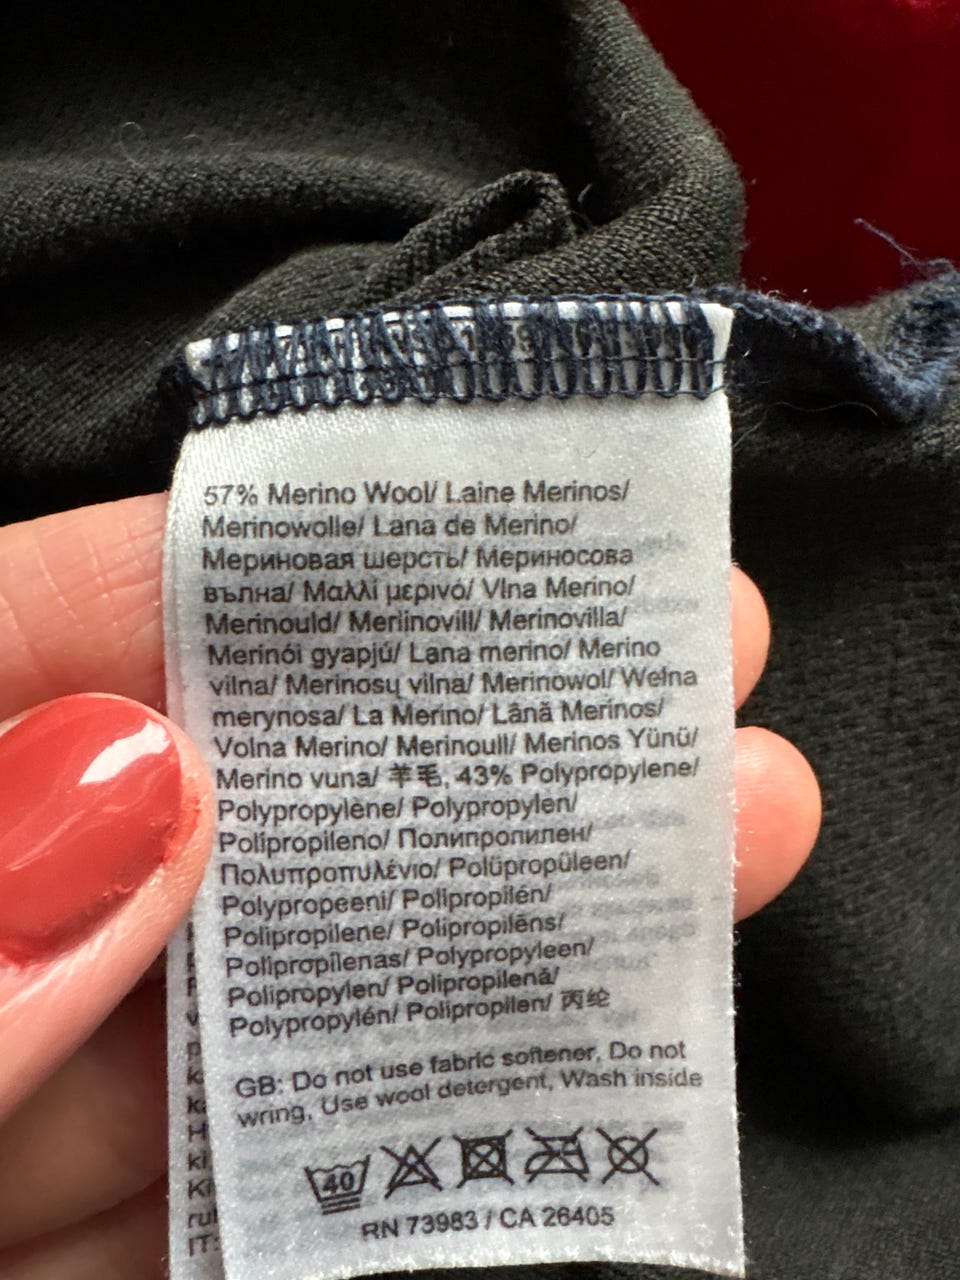 57% Merino Wool/ Laine Merinos/
Merinowolle/ Lana de Merino/
Мериновая шерсть/ Мериносова
вълна/ Μαλλί μερινό/ Vlna Merino/
Merinould/ Meriinovill/ Merinovilla/
Merinói gyapjú/ Lana merino/ Merino
vilna/ Merinosų vilna/ Merinowol/ Wełna
merynosa/ La Merino/ Lână Merinos/
Volna Merino/ Merinoull/ Merinos Yünü/
Merino vuna/ 羊毛, 43% Polypropylene/
Polypropylène/ Polypropylen/
Polipropileno/ Полипропилен/
Πολυπροπυλένιο/ Polüpropüleen/
Polypropeeni/ Polipropilén/
Polipropilene/ Polipropilēns/
Polipropilenas/ Polypropyleen/
Polipropylen/ Polipropilenă/
Polypropylén/ Polipropilen/ 丙纶
GB: Do not use fabric softener, Do not
wring, Use wool detergent, Wash inside
40
RN 73983 / CA 26405